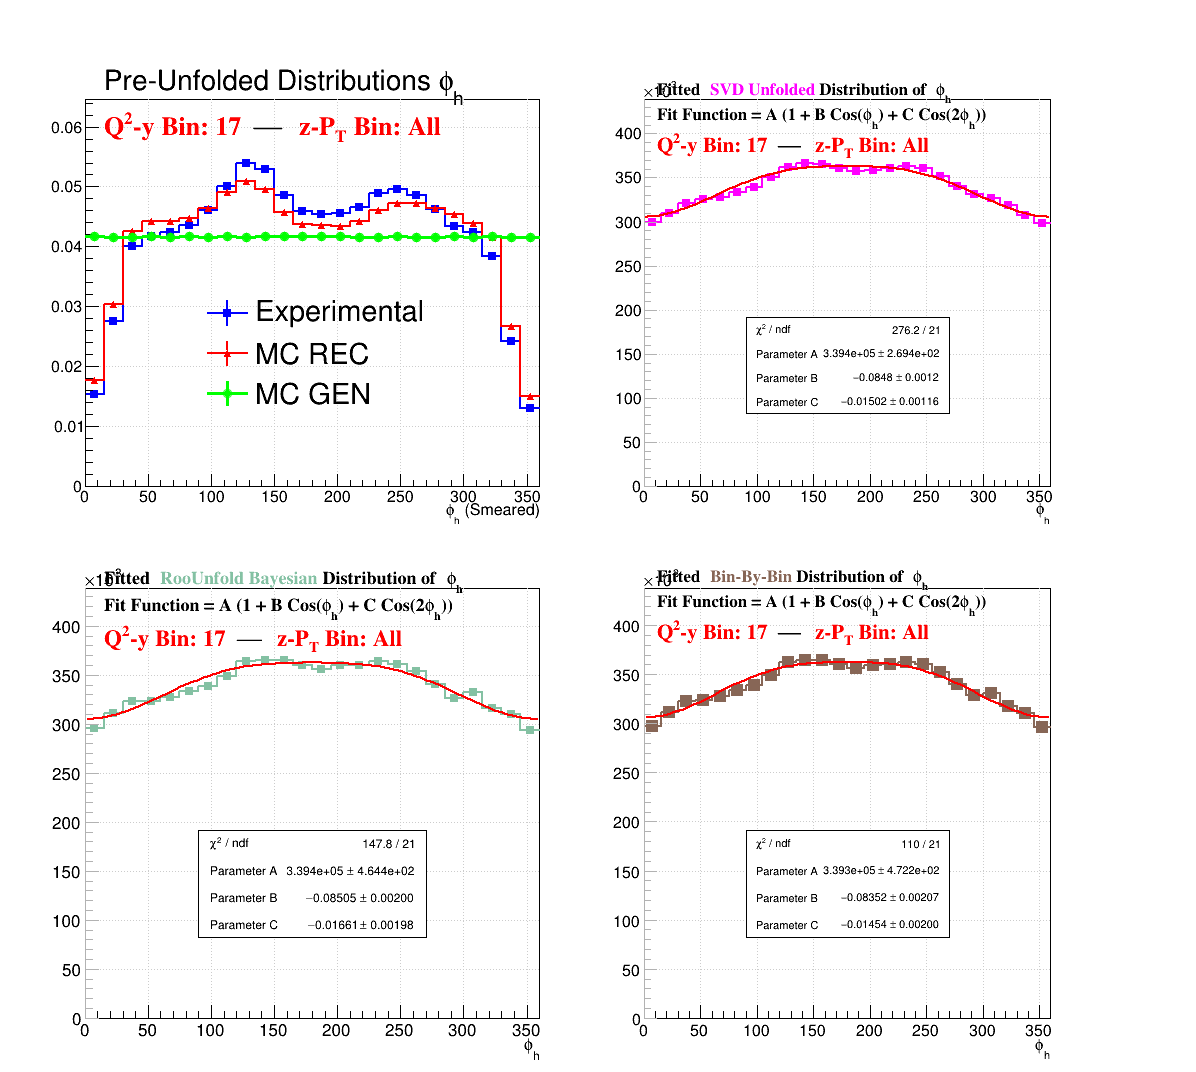 Pre-Unfolded Distributions ϕh
Q²-y Bin: 17 — z-PT Bin: All
0.06
0.05
0.04
0.03
0.02
0.01
0
Experimental
MC REC
MC GEN
0 50 100 150 200 250 300 350
ϕh (Smeared)
Fitted SVD Unfolded Distribution of ϕh
Fit Function = A (1 + B Cos(ϕh) + C Cos(2ϕh))
Q²-y Bin: 17 — z-PT Bin: All
400
350
300
250
200
150
100
50
0
χ² / ndf 276.2 / 21
Parameter A 3.394e+05 ± 2.694e+02
Parameter B −0.0848 ± 0.0012
Parameter C −0.01502 ± 0.00116
0 50 100 150 200 250 300 350
ϕh
Fitted RooUnfold Bayesian Distribution of ϕh
Fit Function = A (1 + B Cos(ϕh) + C Cos(2ϕh))
Q²-y Bin: 17 — z-PT Bin: All
400
350
300
250
200
150
100
50
0
χ² / ndf 147.8 / 21
Parameter A 3.394e+05 ± 4.644e+02
Parameter B −0.08505 ± 0.00200
Parameter C −0.01661 ± 0.00198
0 50 100 150 200 250 300 350
ϕh
Fitted Bin-By-Bin Distribution of ϕh
Fit Function = A (1 + B Cos(ϕh) + C Cos(2ϕh))
Q²-y Bin: 17 — z-PT Bin: All
400
350
300
250
200
150
100
50
0
χ² / ndf 110 / 21
Parameter A 3.393e+05 ± 4.722e+02
Parameter B −0.08352 ± 0.00207
Parameter C −0.01454 ± 0.00200
0 50 100 150 200 250 300 350
ϕh